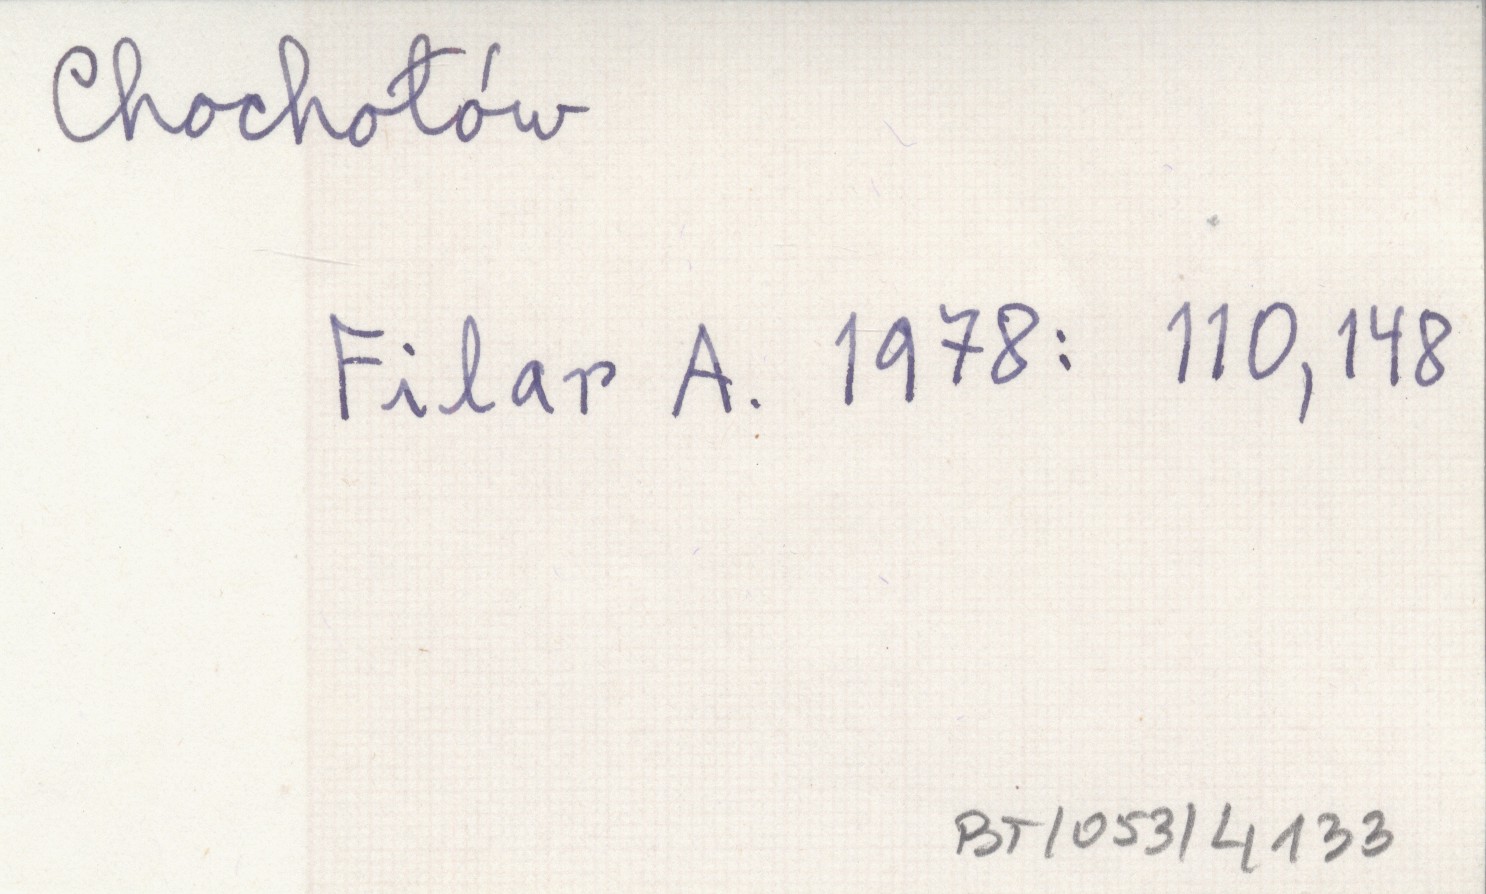 Chochołów
Filar A. 1978: 110, 148
BT/053/4133